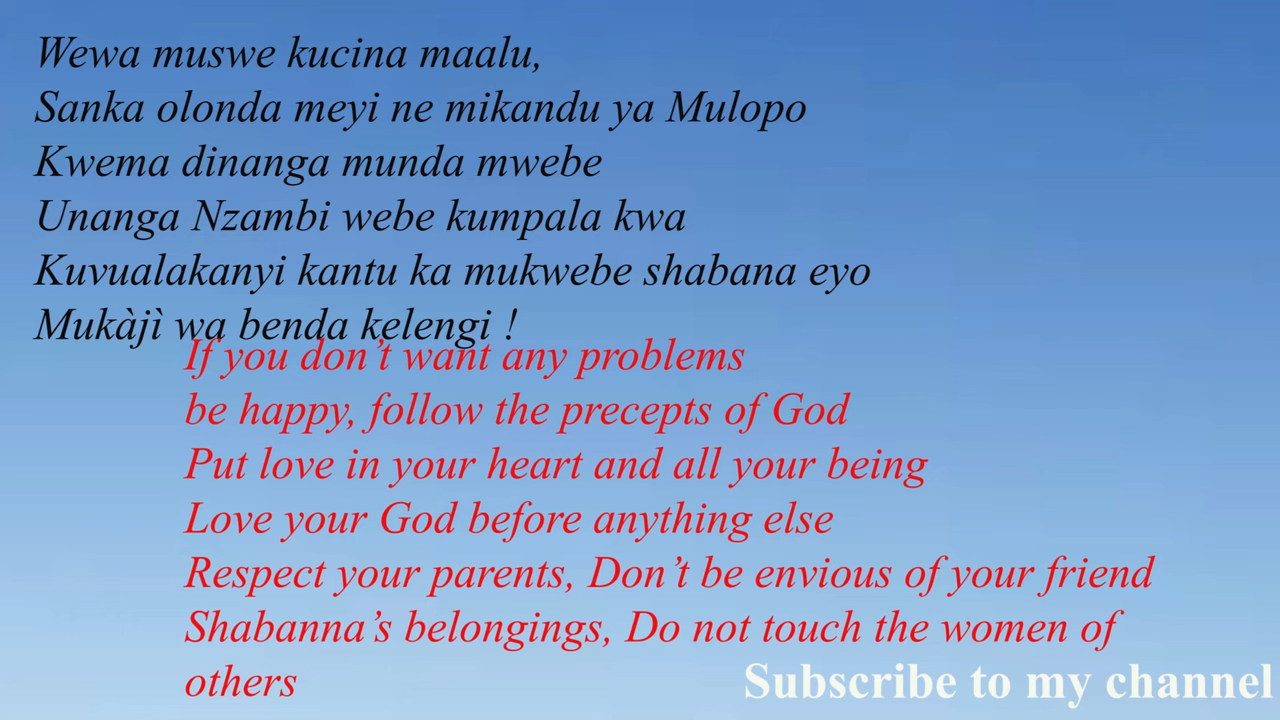 Wewa muswe kucina maalu,
Sanka olonda meyi ne mikandu ya Mulopo
Kwema dinanga munda mwebe
Unanga Nzambi webe kumpala kwa
Kuvualakanyi kantu ka mukwebe shabana eyo
Mukàjì wa benda kelengi !
If you don’t want any problems
be happy, follow the precepts of God
Put love in your heart and all your being
Love your God before anything else
Respect your parents, Don’t be envious of your friend
Shabanna’s belongings, Do not touch the women of
others
Subscribe to my channel